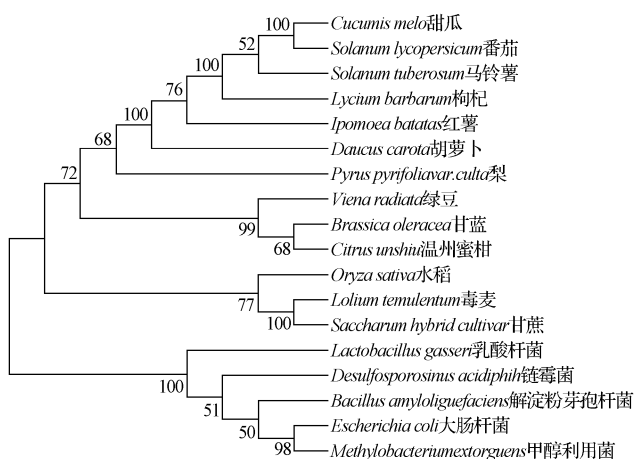 100
Cucumis melo甜瓜
52
Solanum lycopersicum番茄
100
Solanum tuberosum马铃薯
76
Lycium barbarum枸杞
100
Ipomoea batatas红薯
68
Daucus carota胡萝卜
72
Pyrus pyrifoliavar.culta梨
Viena radiata绿豆
99
Brassica oleracea甘蓝
68
Citrus unshiu温州蜜柑
Oryza sativa水稻
77
Lolium temulentum毒麦
100
Saccharum hybrid cultivar甘蔗
Lactobacillus gasseri乳酸杆菌
100
Desulfosporosinus acidiphih链霉菌
51
Bacillus amyloliguefaciens解淀粉芽孢杆菌
50
Escherichia coli大肠杆菌
98
Methylobacteriumextorguens甲醇利用菌